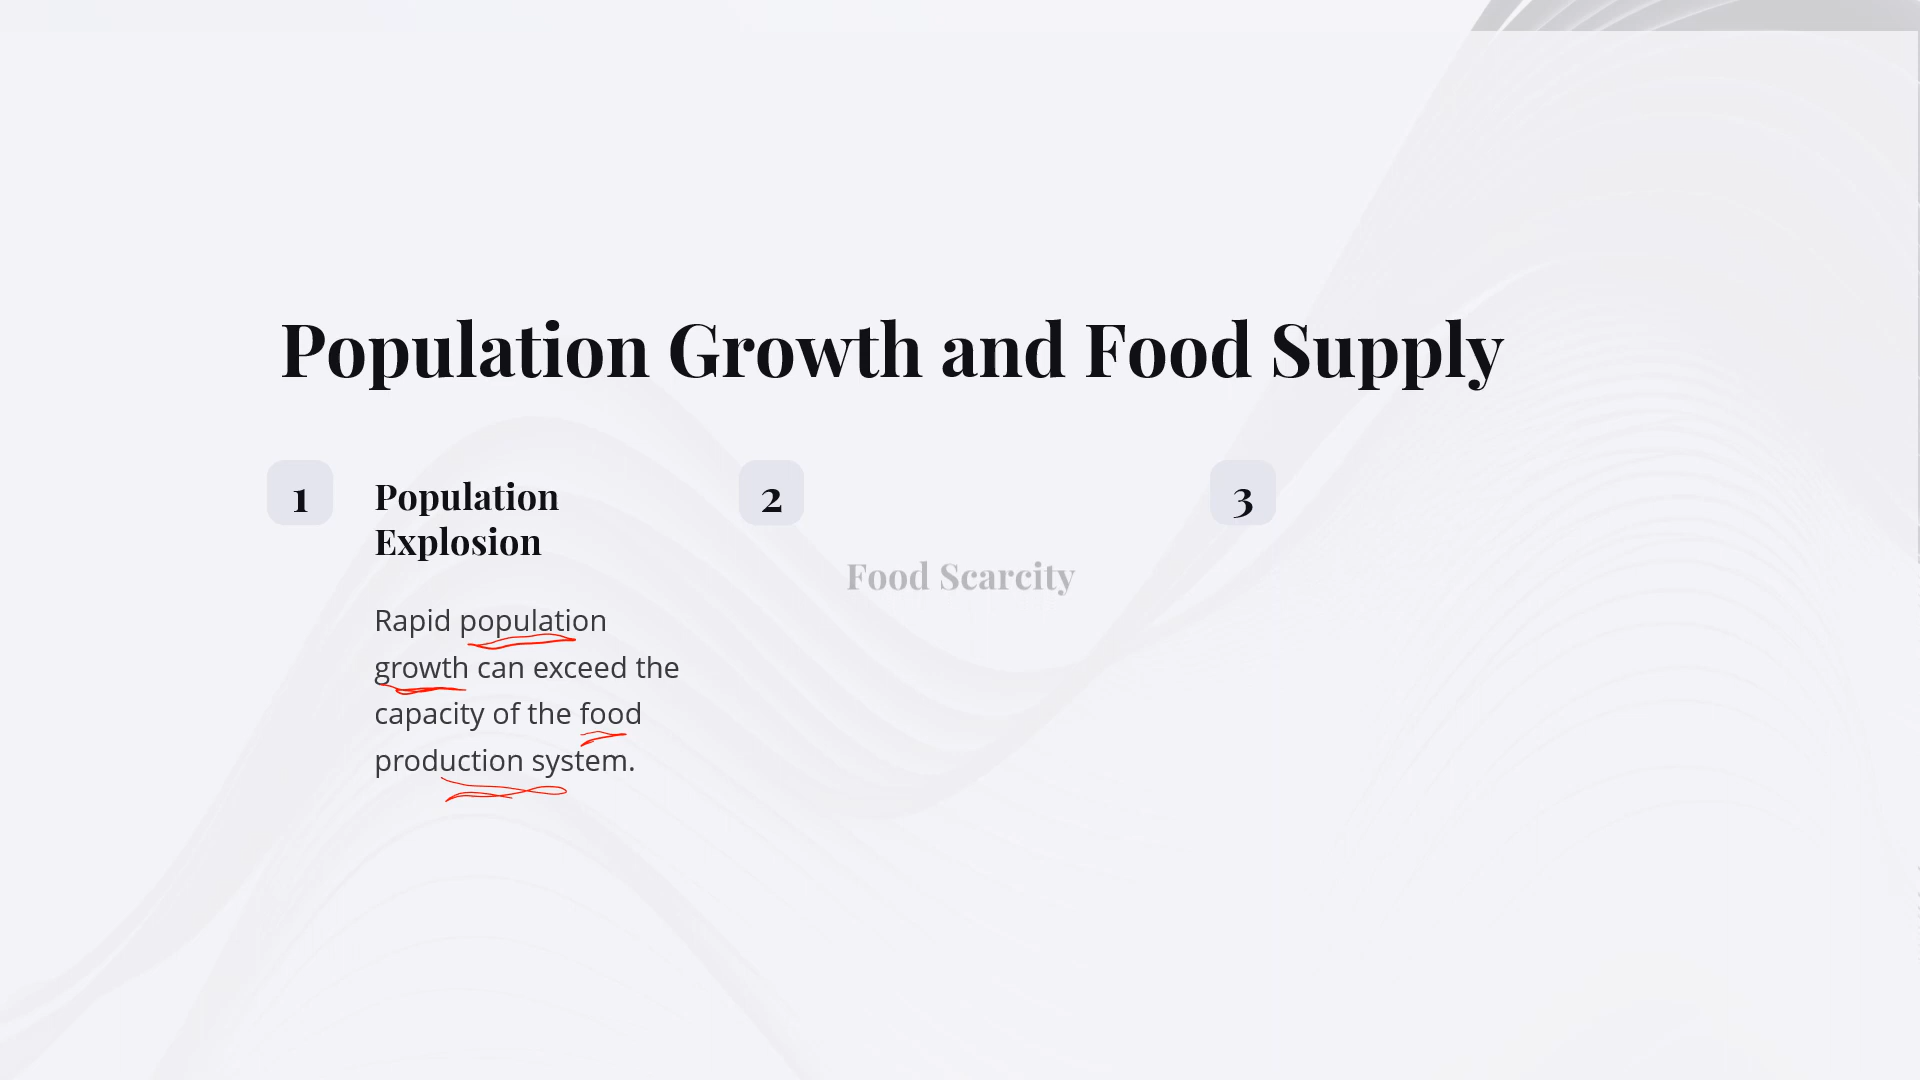 Population Growth and Food Supply
1
Population
Explosion
Rapid population
growth can exceed the
capacity of the food
production system.
2
Food Scarcity
3